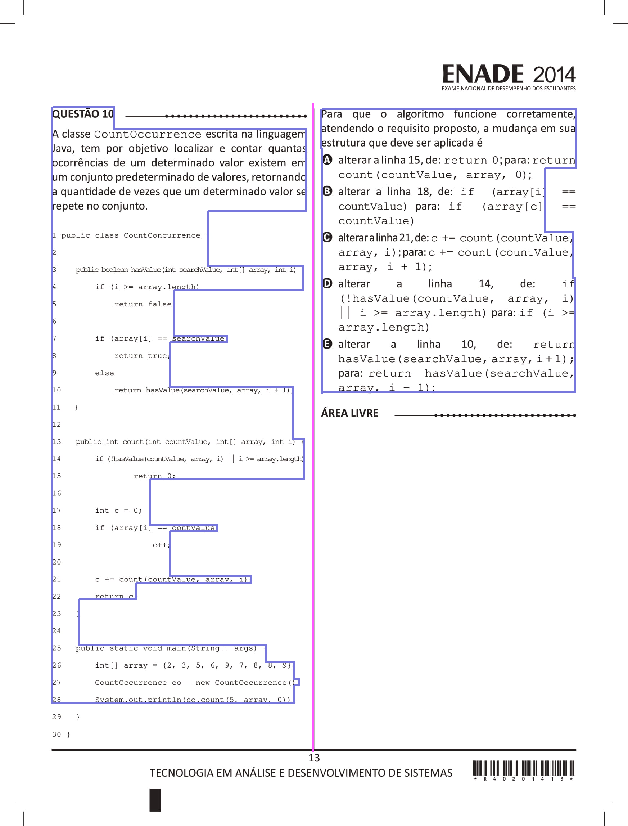 ENADE 2014
EXAME NACIONAL DE DESEMPENHO DOS ESTUDANTES
QUESTÃO 10
A classe CountOccurrence escrita na linguagem
Java, tem por objetivo localizar e contar quantas
ocorrências de um determinado valor existem em
um conjunto predeterminado de valores, retornando
a quantidade de vezes que um determinado valor se
repete no conjunto.
1 public class CountConcurrence
2
3 public boolean hasValue(int searchValue, int[] array, int i)
4 if (i >= array.length)
5 return false
6
7 if (array[i] == searchValue
8 return true;
9 else
10 return hasValue(searchValue, array, i + 1)
11 }
12
13 public int count(int countValue, int[] array, int i) {
14 if (!hasValue(countValue, array, i) || i >= array.length)
15 return 0;
16
17 int c = 0;
18 if (array[i] == countValue
19 c++;
20
21 c += count(countValue, array, i)
22 return c
23 }
24
25 public static void main(String args)
26 int[] array = {2, 3, 5, 6, 9, 7, 8, 8, 9}
27 CountOccurrence co new CountOccurrence(
28 System.out.println(co.count(5, array, 0))
29 }
30 }
Para que o algoritmo funcione corretamente,
atendendo o requisito proposto, a mudança em sua
estrutura que deve ser aplicada é
A alterar a linha 15, de: return 0; para: return
count(countValue, array, 0);
B alterar a linha 18, de: if (array[i] ==
countValue) para: if (array[c] ==
countValue)
C alterar a linha 21, de: c += count(countValue,
array, i); para: c += count(countValue,
array, i + 1);
D alterar a linha 14, de: if
(!hasValue(countValue, array, i)
|| i >= array.length) para: if (i >=
array.length)
E alterar a linha 10, de: return
hasValue(searchValue, array, i + 1);
para: return hasValue(searchValue,
array, i - 1);
ÁREA LIVRE
13
TECNOLOGIA EM ANÁLISE E DESENVOLVIMENTO DE SISTEMAS